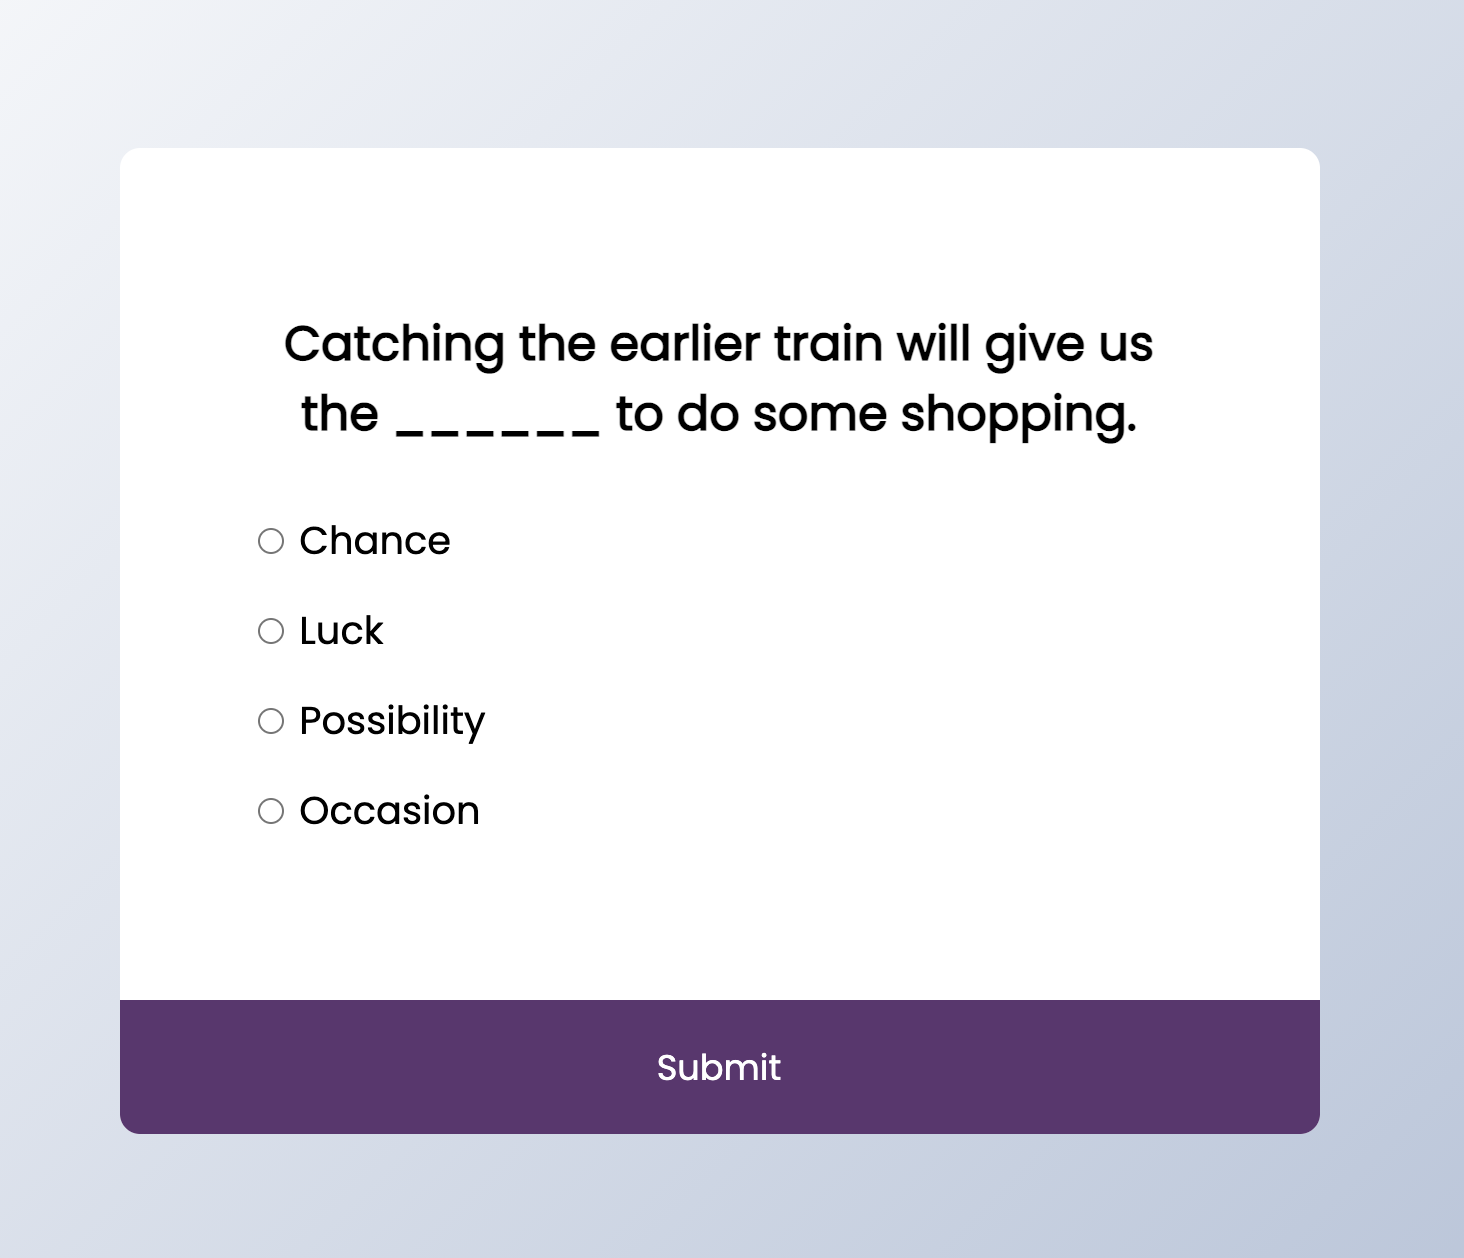 Catching the earlier train will give us
the ______ to do some shopping.
Chance
Luck
Possibility
Occasion
Submit